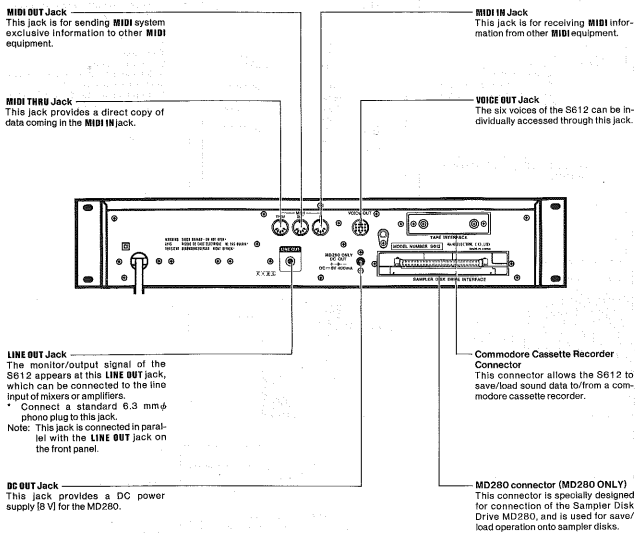 MIDI OUT Jack
This jack is for sending MIDI system
exclusive information to other MIDI
equipment.
MIDI IN Jack
This jack is for receiving MIDI infor-
mation from other MIDI equipment.
MIDI THRU Jack
This jack provides a direct copy of
data coming in the MIDI IN jack.
VOICE OUT Jack
The six voices of the S612 can be in-
dividually accessed through this jack.
MIDI
VOICE OUT
LINE OUT
MD280 ONLY
DC OUT
DC 8V 400mA
TAPE INTERFACE
MODEL NUMBER S612
SAMPLER DISK DRIVE INTERFACE
LINE OUT Jack
The monitor/output signal of the
S612 appears at this LINE OUT jack,
which can be connected to the line
input of mixers or amplifiers.
* Connect a standard 6.3 mmφ
phono plug to this jack.
Note: This jack is connected in paral-
lel with the LINE OUT jack on
the front panel.
Commodore Cassette Recorder
Connector
This connector allows the S612 to
save/load sound data to/from a com-
modore cassette recorder.
DC OUT Jack
This jack provides a DC power
supply [8 V] for the MD280.
MD280 connector (MD280 ONLY)
This connector is specially designed
for connection of the Sampler Disk
Drive MD280, and is used for save/
load operation onto sampler disks.